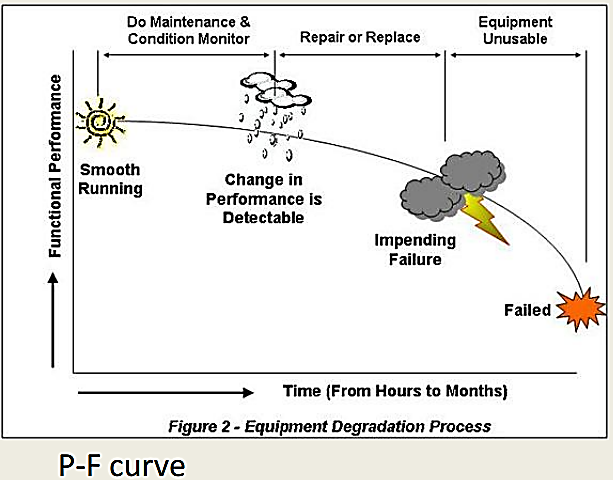 Do Maintenance &
Condition Monitor
Repair or Replace
Equipment
Unusable
Functional Performance
Smooth
Running
Change in
Performance is
Detectable
Impending
Failure
Failed
Time (From Hours to Months)
Figure 2 - Equipment Degradation Process
P-F curve